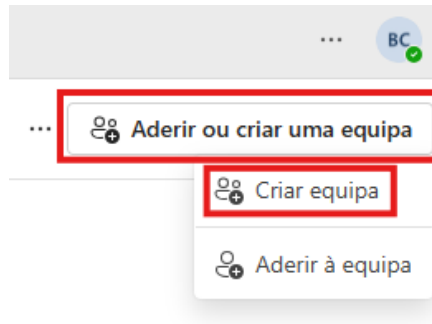 ... BC
... Aderir ou criar uma equipa
Criar equipa
Aderir à equipa